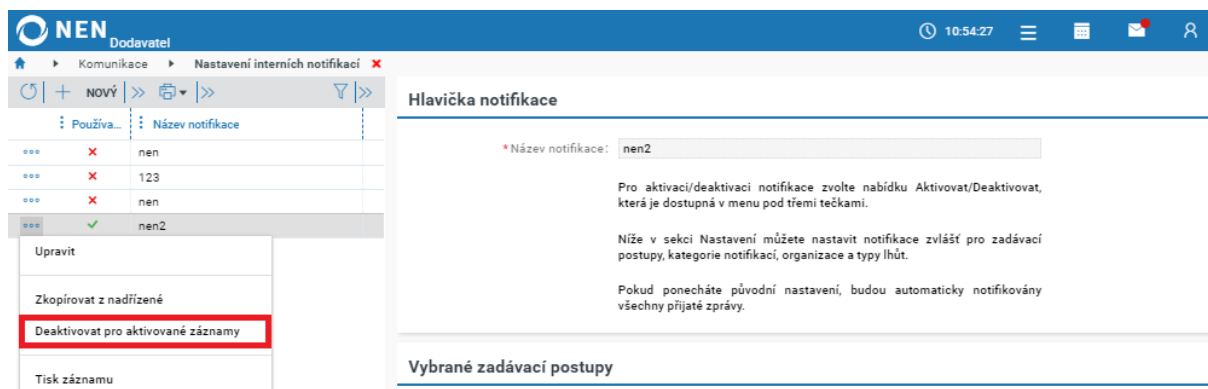 NEN Dodavatel
10:54:27
Komunikace Nastavení interních notifikací
NOVÝ
Používa... Název notifikace
nen
123
nen
nen2
Upravit
Zkopírovat z nadřízené
Deaktivovat pro aktivované záznamy
Tisk záznamu
Hlavička notifikace
*Název notifikace: nen2
Pro aktivaci/deaktivaci notifikace zvolte nabídku Aktivovat/Deaktivovat,
která je dostupná v menu pod třemi tečkami.
Níže v sekci Nastavení můžete nastavit notifikace zvlášť pro zadávací
postupy, kategorie notifikací, organizace a typy lhůt.
Pokud ponecháte původní nastavení, budou automaticky notifikovány
všechny přijaté zprávy.
Vybrané zadávací postupy